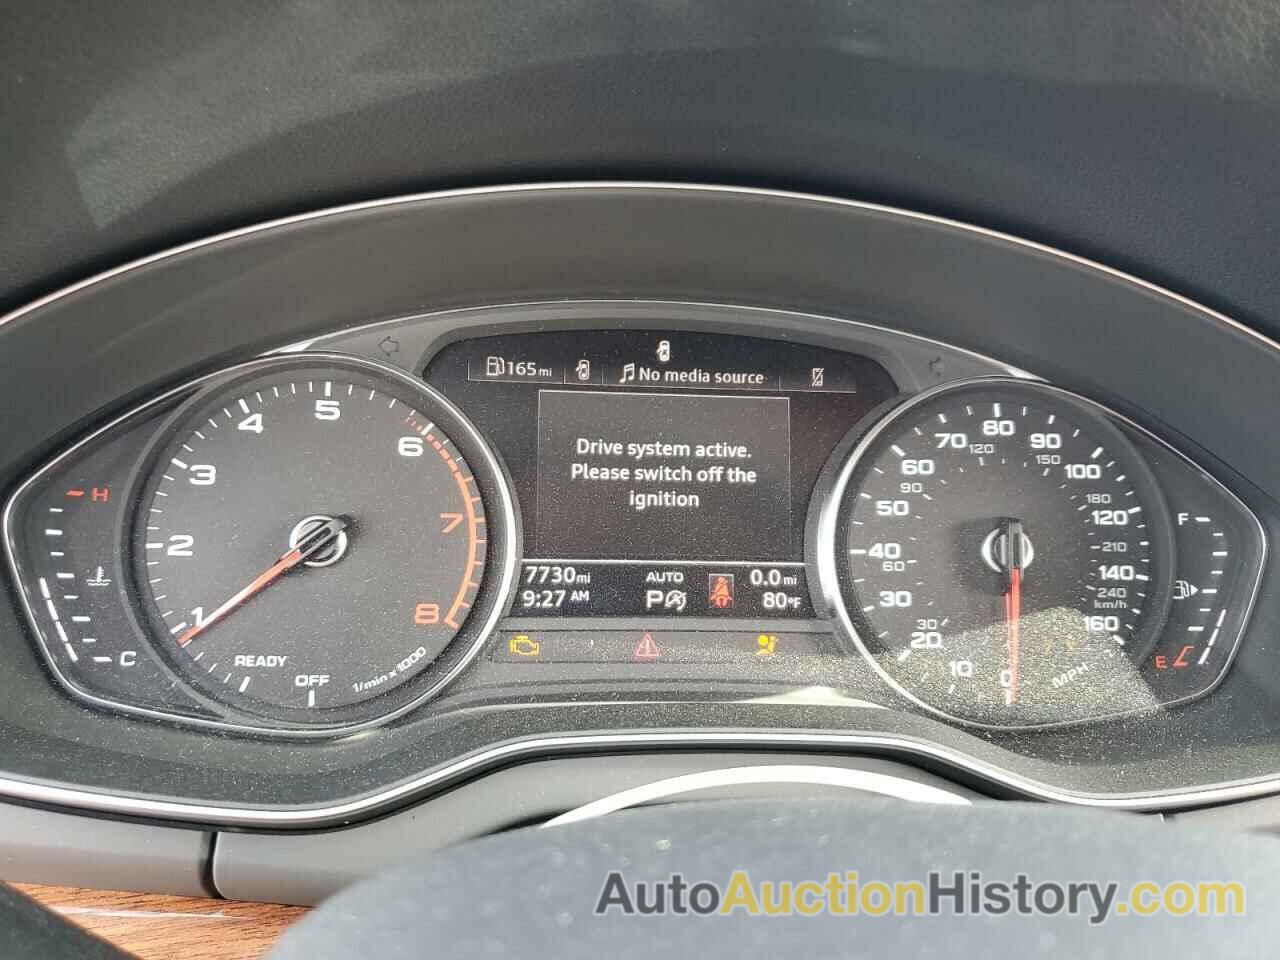 165 mi
No media source
Drive system active.
Please switch off the
ignition
7730 mi
AUTO
0.0 mi
9:27 AM
P
80°F
1
2
3
4
5
6
7
8
READY
OFF
1/min x 1000
H
C
0
10
20
30
40
50
60
70
80
90
100
120
140
160
30
60
90
120
150
180
210
240
km/h
MPH
F
E
AutoAuctionHistory.com